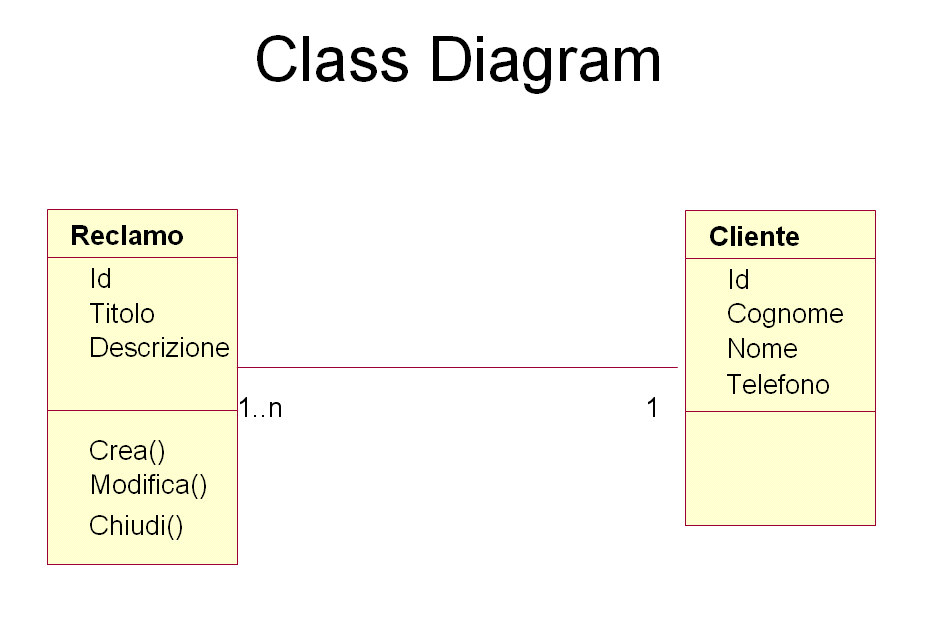 Class Diagram
Reclamo
Id
Titolo
Descrizione
Crea()
Modifica()
Chiudi()
1..n
1
Cliente
Id
Cognome
Nome
Telefono